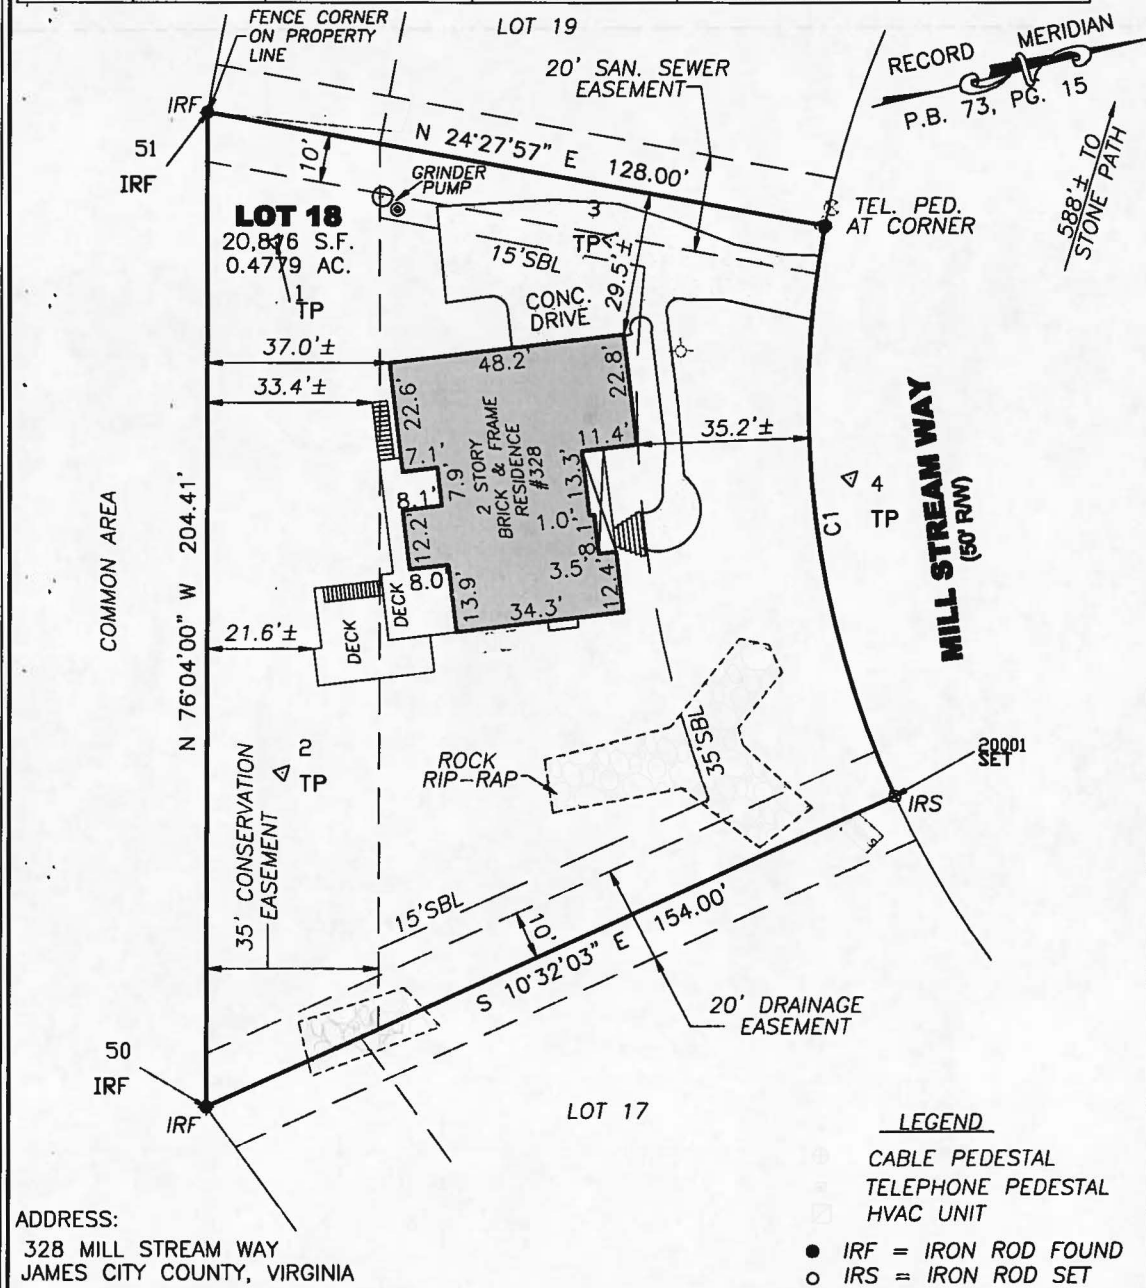 FENCE CORNER
ON PROPERTY
LINE
LOT 19
20' SAN. SEWER
EASEMENT
RECORD MERIDIAN
P.B. 73, PG. 15
588'± TO
STONE PATH
IRF
51
IRF
N 24°27'57" E 128.00'
10'
GRINDER
PUMP
TEL. PED.
AT CORNER
LOT 18
20,816 S.F.
0.4779 AC.
1
TP
3
TP
15'SBL
29.5'±
CONC.
DRIVE
37.0'±
33.4'±
48.2'
22.6'
22.8'
7.1'
7.9'
8.1'
12.2'
8.0'
13.9'
34.3'
12.4'
3.5'
8.1'
1.0'
13.3'
11.4'
35.2'±
2 STORY
BRICK & FRAME
RESIDENCE
#328
4
TP
C1
MILL STREAM WAY
(50' R/W)
COMMON AREA
N 76°04'00" W 204.41'
DECK
DECK
21.6'±
2
TP
35' CONSERVATION
EASEMENT
ROCK
RIP-RAP
35'SBL
20001
SET
IRS
15'SBL
10'
S 10°32'03" E 154.00'
20' DRAINAGE
EASEMENT
50
IRF
IRF
LOT 17
LEGEND
CABLE PEDESTAL
TELEPHONE PEDESTAL
HVAC UNIT
IRF = IRON ROD FOUND
IRS = IRON ROD SET
ADDRESS:
328 MILL STREAM WAY
JAMES CITY COUNTY, VIRGINIA